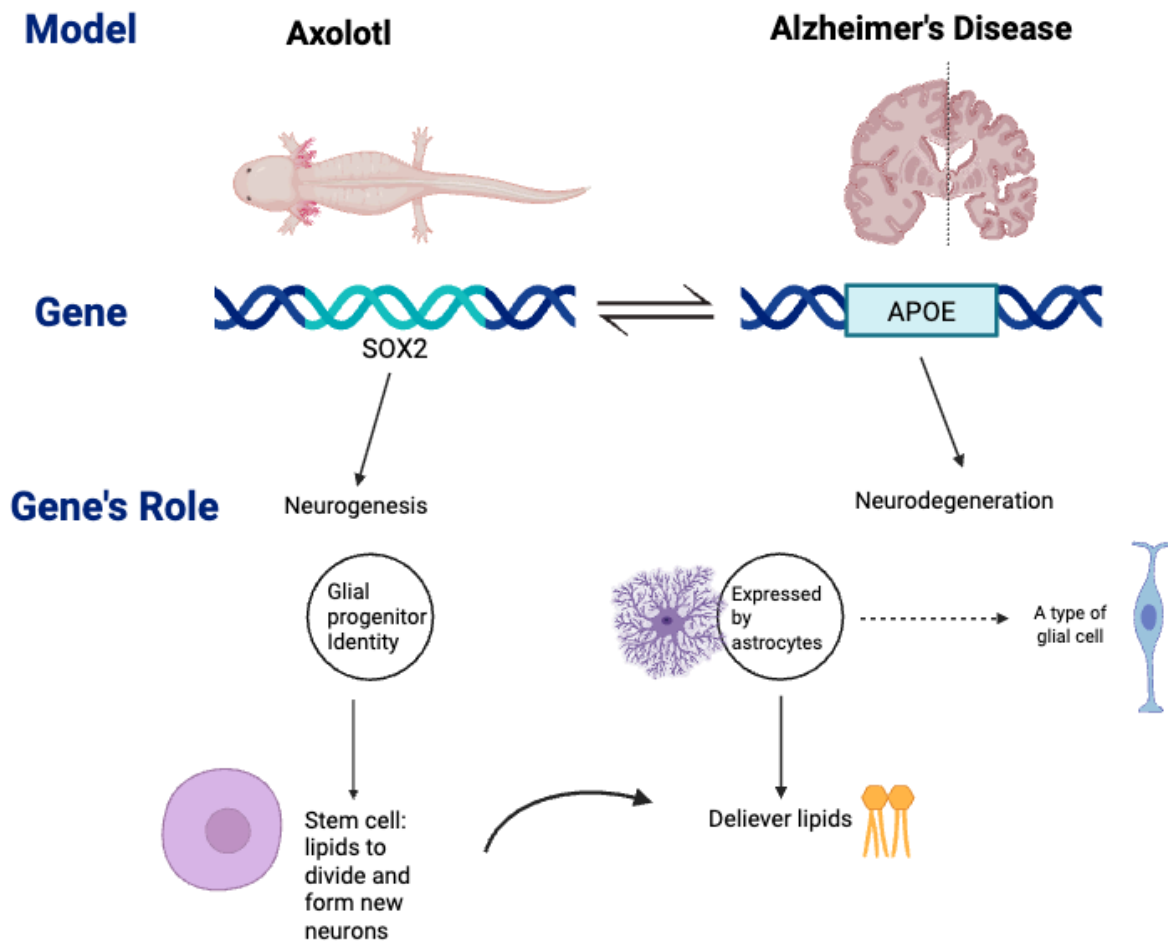 Model
Axolotl
Alzheimer's Disease
Gene
SOX2
APOE
Gene's Role
Neurogenesis
Neurodegeneration
Glial
progenitor
Identity
Expressed
by
astrocytes
A type of
glial cell
Stem cell:
lipids to
divide and
form new
neurons
Deliever lipids